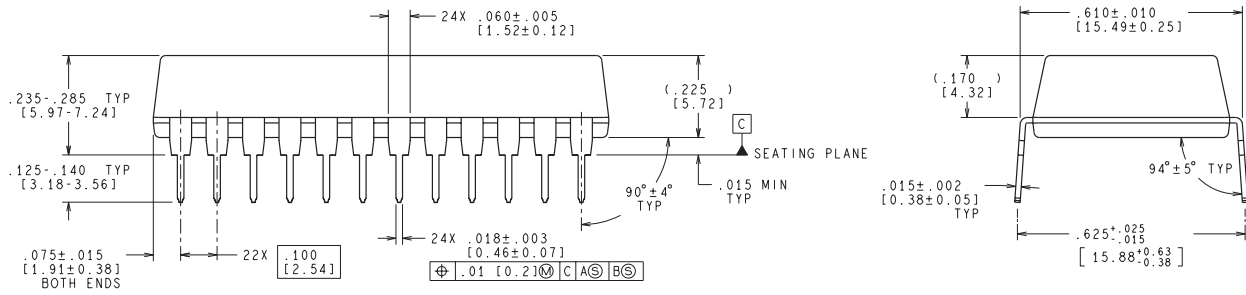 24X .060±.005
[1.52±0.12]
.235-.285 TYP
[5.97-7.24]
(.225 )
[5.72]
C
SEATING PLANE
.125-.140 TYP
[3.18-3.56]
.015 MIN
TYP
90°±4°
TYP
.075±.015
[1.91±0.38]
BOTH ENDS
22X .100
[2.54]
24X .018±.003
[0.46±0.07]
⌖ .01 [0.2]Ⓜ C AⓈ BⓈ
.610±.010
[15.49±0.25]
(.170 )
[4.32]
94°±5° TYP
.015±.002
[0.38±0.05]
TYP
.625+.025
-.015
[15.88+0.63
-0.38]